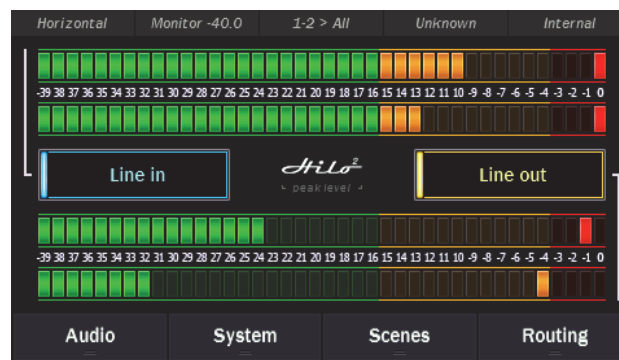 Horizontal Monitor -40.0 1-2 > All Unknown Internal
-39 38 37 36 35 34 33 32 31 30 29 28 27 26 25 24 23 22 21 20 19 18 17 16 15 14 13 12 11 10 -9 -8 -7 -6 -5 -4 -3 -2 -1 0
Line in Hilo2 Line out
peak level
-39 38 37 36 35 34 33 32 31 30 29 28 27 26 25 24 23 22 21 20 19 18 17 16 15 14 13 12 11 10 -9 -8 -7 -6 -5 -4 -3 -2 -1 0
Audio System Scenes Routing